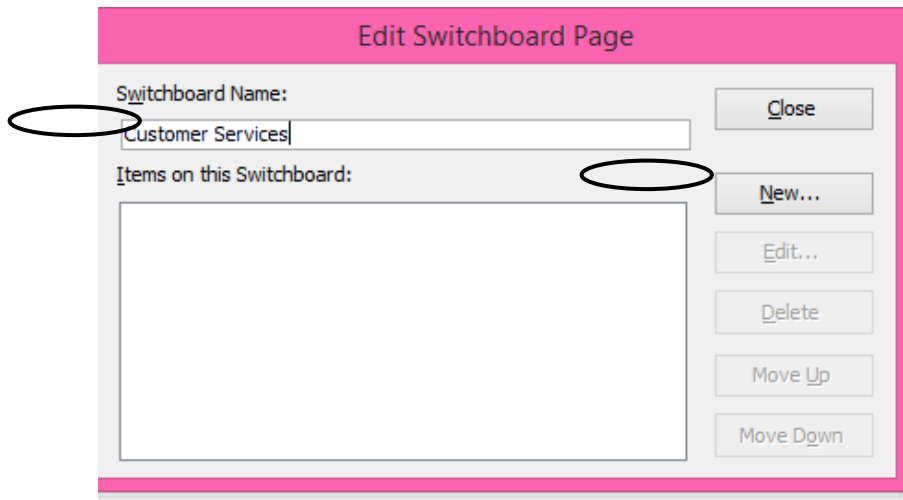 Edit Switchboard Page
Switchboard Name:
Close
Customer Services
Items on this Switchboard:
New...
Edit...
Delete
Move Up
Move Down